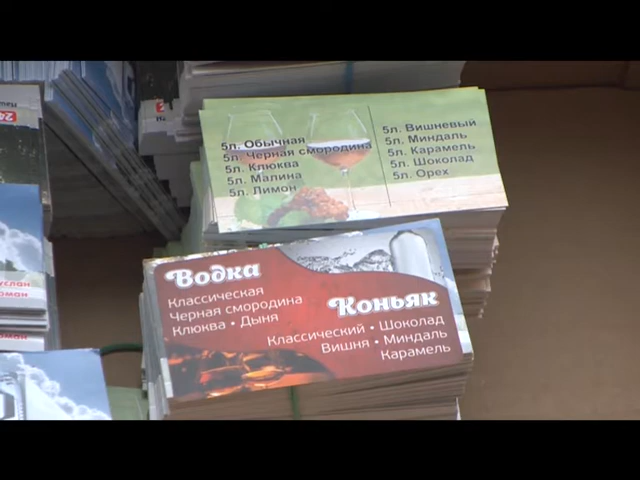 5л. Обычная
5л. Черная смородина
5л. Клюква
5л. Малина
5л. Лимон
5л. Вишневый
5л. Миндаль
5л. Карамель
5л. Шоколад
5л. Орех
Водка
Классическая
Черная смородина
Клюква • Дыня
Коньяк
Классический • Шоколад
Вишня • Миндаль
Карамель